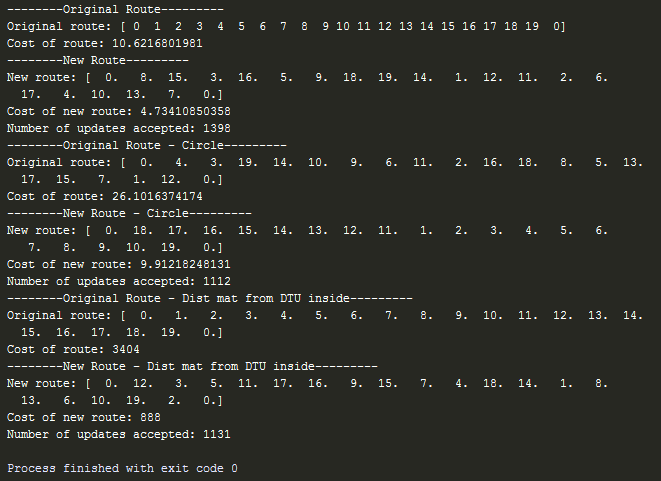 --------Original Route---------
Original route: [ 0  1  2  3  4  5  6  7  8  9 10 11 12 13 14 15 16 17 18 19  0]
Cost of route: 10.6216801981
--------New Route---------
New route: [  0.   8.  15.   3.  16.   5.   9.  18.  19.  14.   1.  12.  11.   2.   6.
  17.   4.  10.  13.   7.   0.]
Cost of new route: 4.73410850358
Number of updates accepted: 1398
--------Original Route - Circle---------
Original route: [  0.   4.   3.  19.  14.  10.   9.   6.  11.   2.  16.  18.   8.   5.  13.
  17.  15.   7.   1.  12.   0.]
Cost of route: 26.1016374174
--------New Route - Circle---------
New route: [  0.  18.  17.  16.  15.  14.  13.  12.  11.   1.   2.   3.   4.   5.   6.
   7.   8.   9.  10.  19.   0.]
Cost of new route: 9.91218248131
Number of updates accepted: 1112
--------Original Route - Dist mat from DTU inside---------
Original route: [  0.   1.   2.   3.   4.   5.   6.   7.   8.   9.  10.  11.  12.  13.  14.
  15.  16.  17.  18.  19.   0.]
Cost of route: 3404
--------New Route - Dist mat from DTU inside---------
New route: [  0.  12.   3.   5.  11.  17.  16.   9.  15.   7.   4.  18.  14.   1.   8.
  13.   6.  10.  19.   2.   0.]
Cost of new route: 888
Number of updates accepted: 1131
Process finished with exit code 0